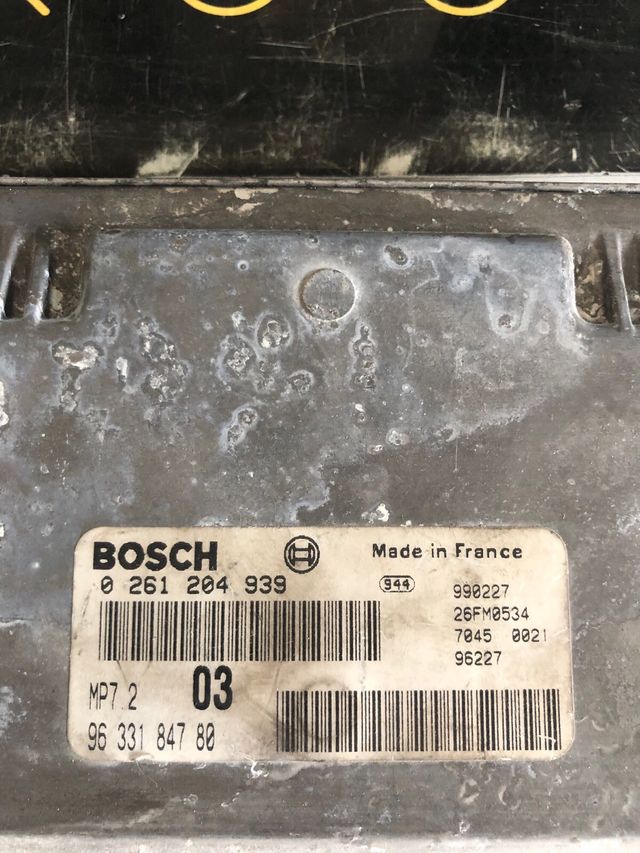 BOSCH Made in France
0 261 204 939 944 990227
26FM0534
7045 0021
96227
MP7.2 03
96 331 847 80